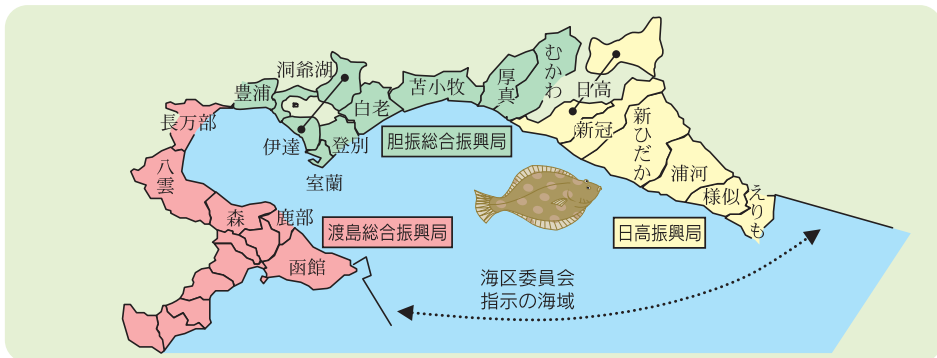 洞爺湖
豊浦
長万部
八雲
森
鹿部
函館
渡島総合振興局
伊達
室蘭
登別
白老
苫小牧
胆振総合振興局
厚真
むかわ
日高
新冠
新ひだか
浦河
様似
えりも
日高振興局
海区委員会
指示の海域